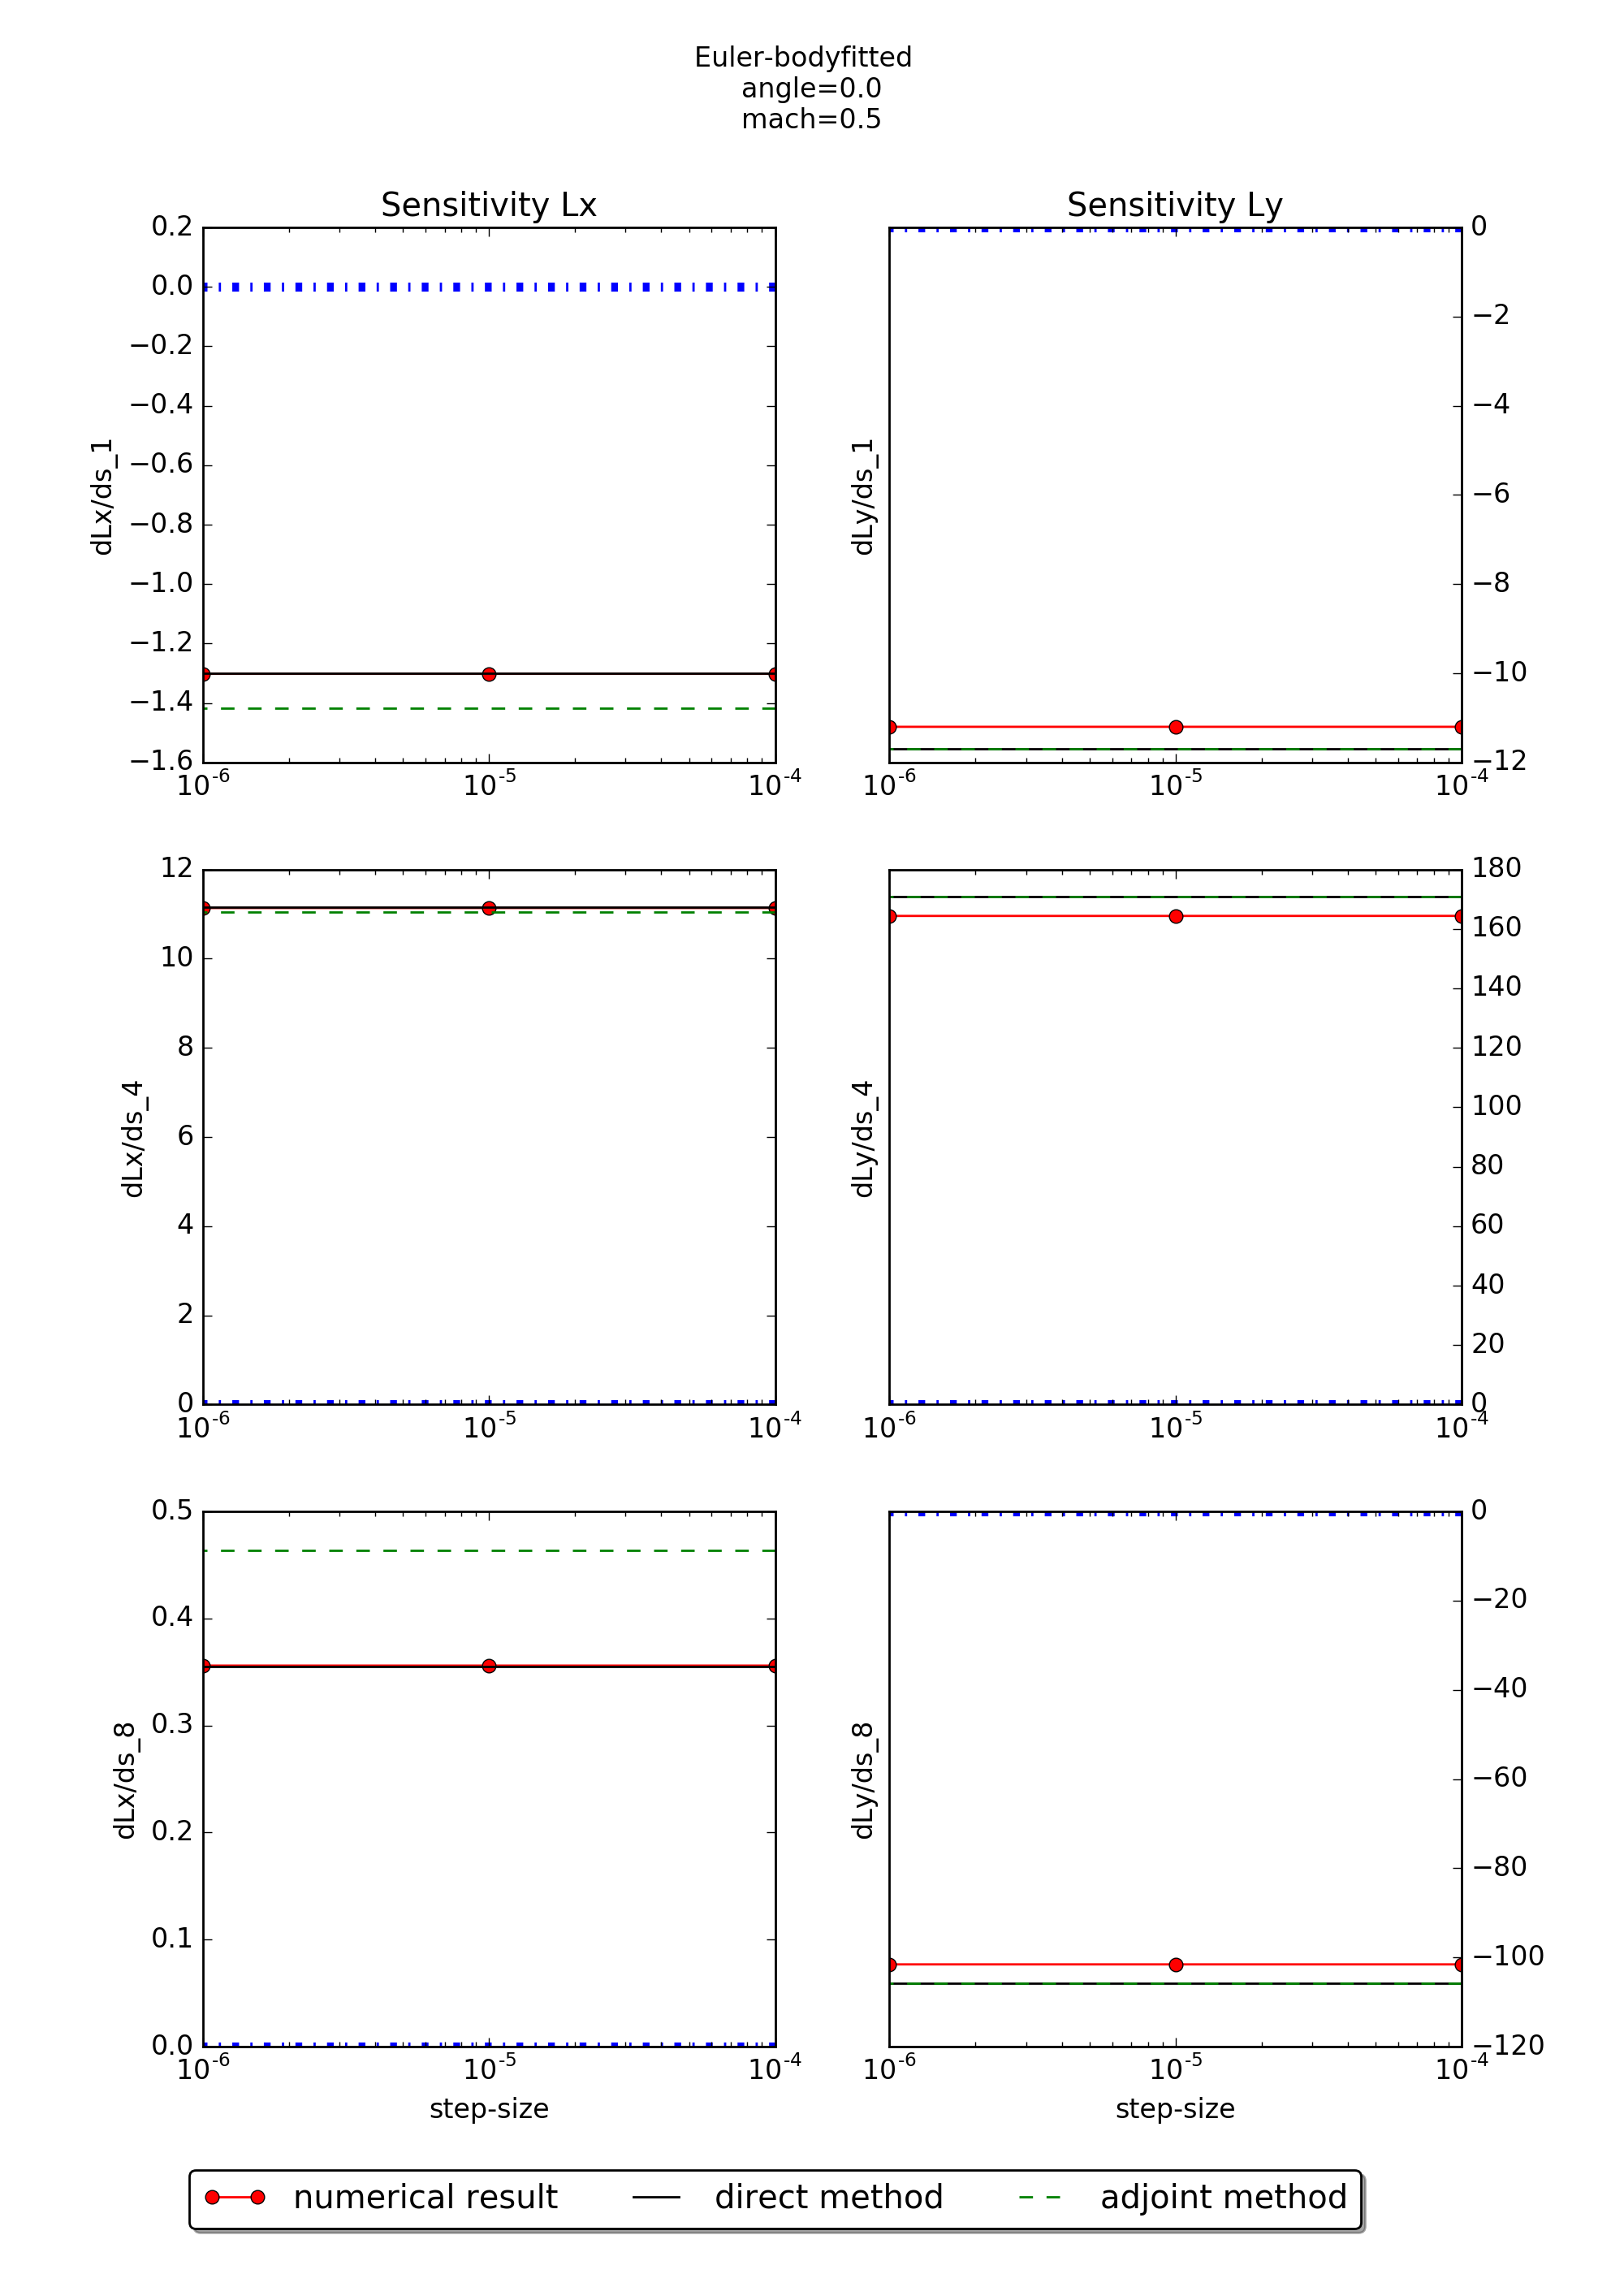 Euler-bodyfitted
angle=0.0
mach=0.5
Sensitivity Lx
0.2
0.0
−0.2
−0.4
−0.6
−0.8
−1.0
−1.2
−1.4
−1.6
dLx/ds_1
10^-6 10^-5 10^-4
Sensitivity Ly
dLy/ds_1
0
−2
−4
−6
−8
−10
−12
10^-6 10^-5 10^-4
12
10
8
6
4
2
0
dLx/ds_4
10^-6 10^-5 10^-4
dLy/ds_4
180
160
140
120
100
80
60
40
20
0
10^-6 10^-5 10^-4
0.5
0.4
0.3
0.2
0.1
0.0
dLx/ds_8
10^-6 10^-5 10^-4
step-size
dLy/ds_8
0
−20
−40
−60
−80
−100
−120
10^-6 10^-5 10^-4
step-size
numerical result direct method adjoint method